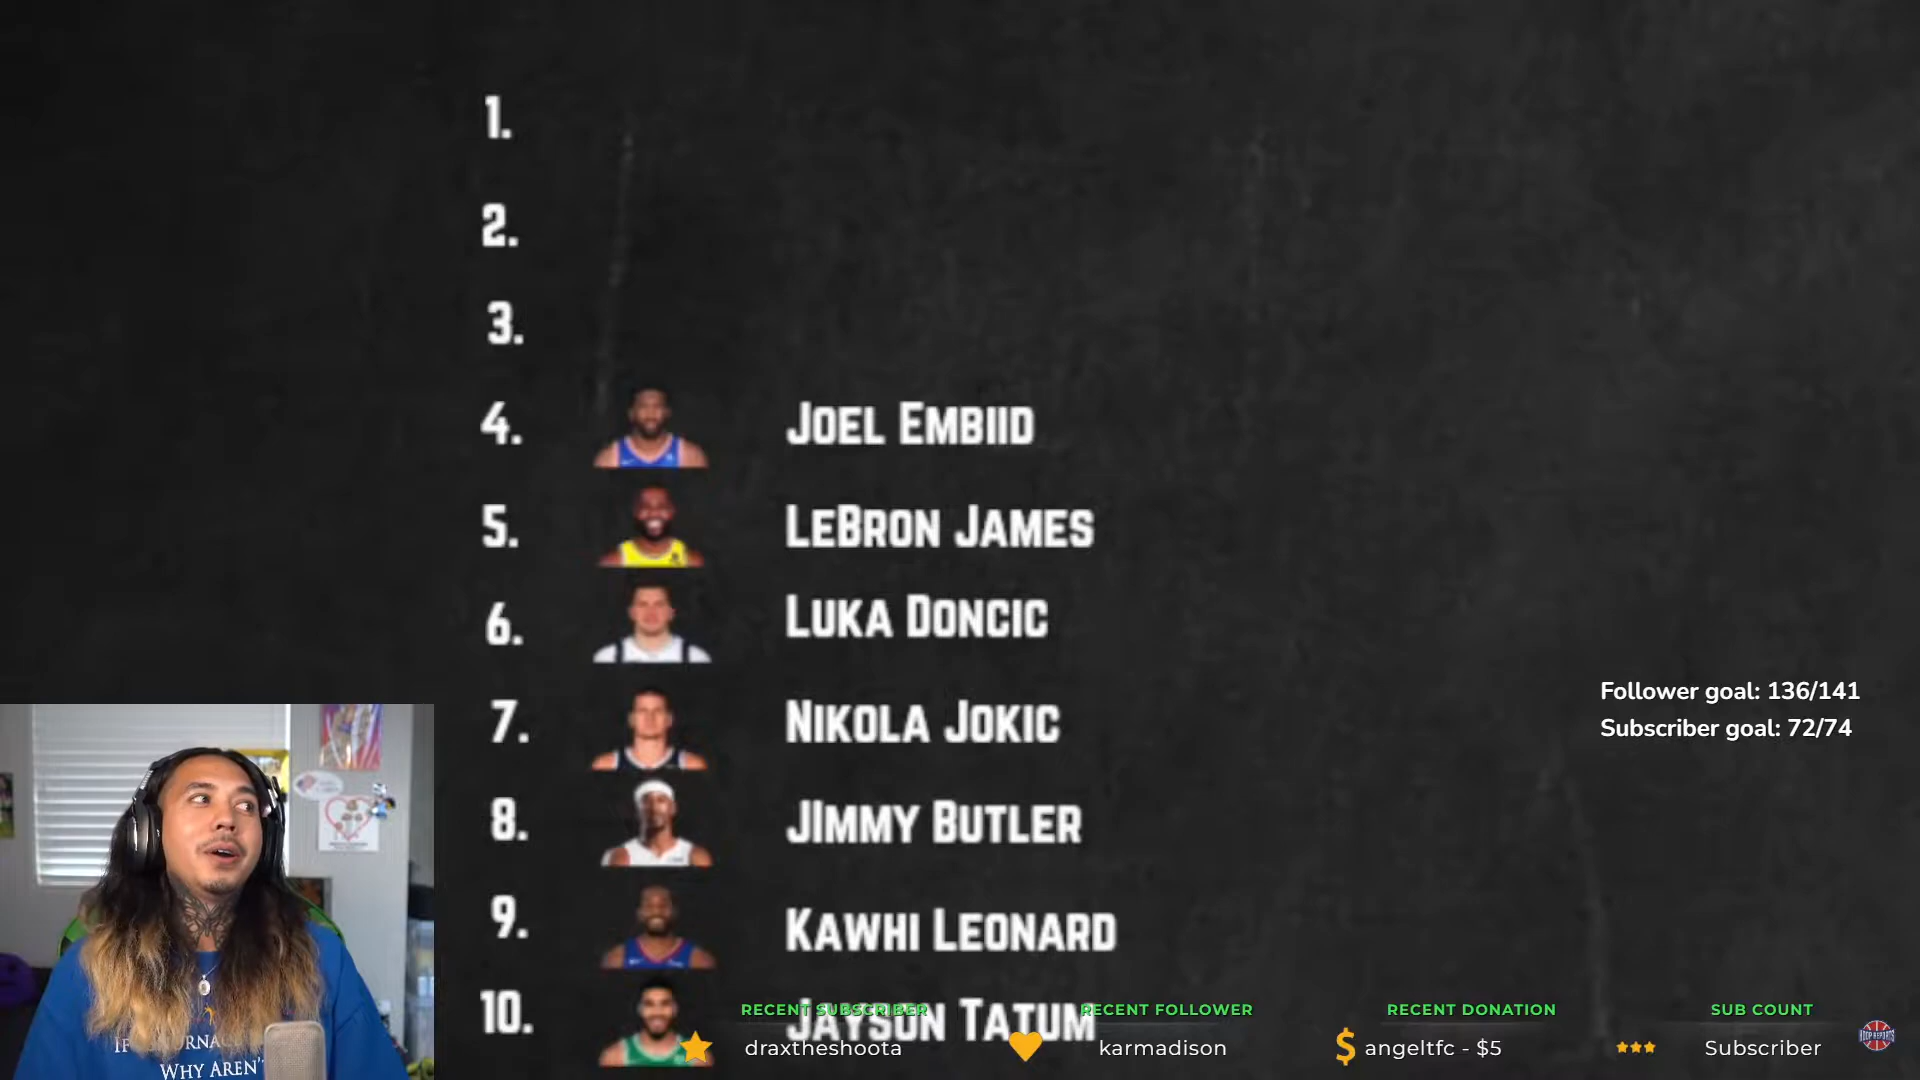 1.
2.
3.
4. JOEL EMBIID
5. LEBRON JAMES
6. LUKA DONCIC
7. NIKOLA JOKIC
8. JIMMY BUTLER
9. KAWHI LEONARD
10. JAYSON TATUM
Follower goal: 136/141
Subscriber goal: 72/74
RECENT SUBSCRIBER
draxtheshoota
RECENT FOLLOWER
karmadison
RECENT DONATION
angeltfc - $5
SUB COUNT
Subscriber
IF
WHY AREN'T